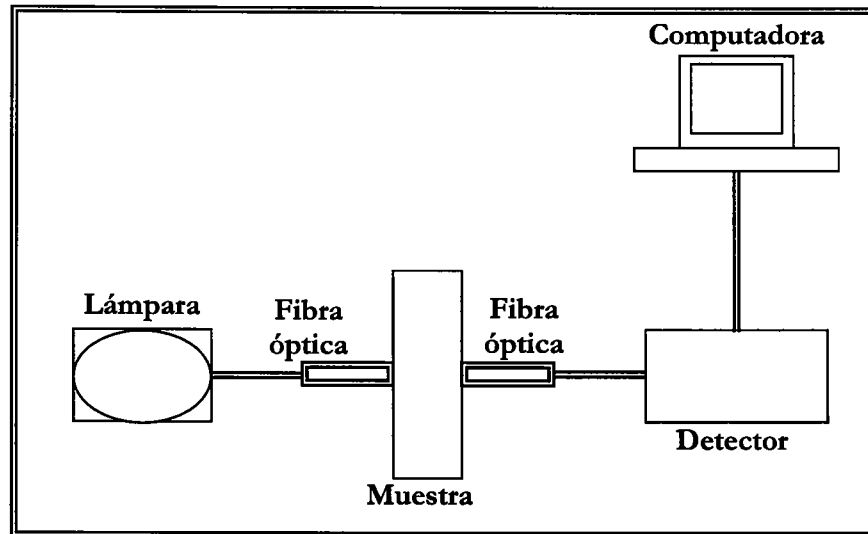 Computadora
Lámpara
Fibra
óptica
Fibra
óptica
Detector
Muestra